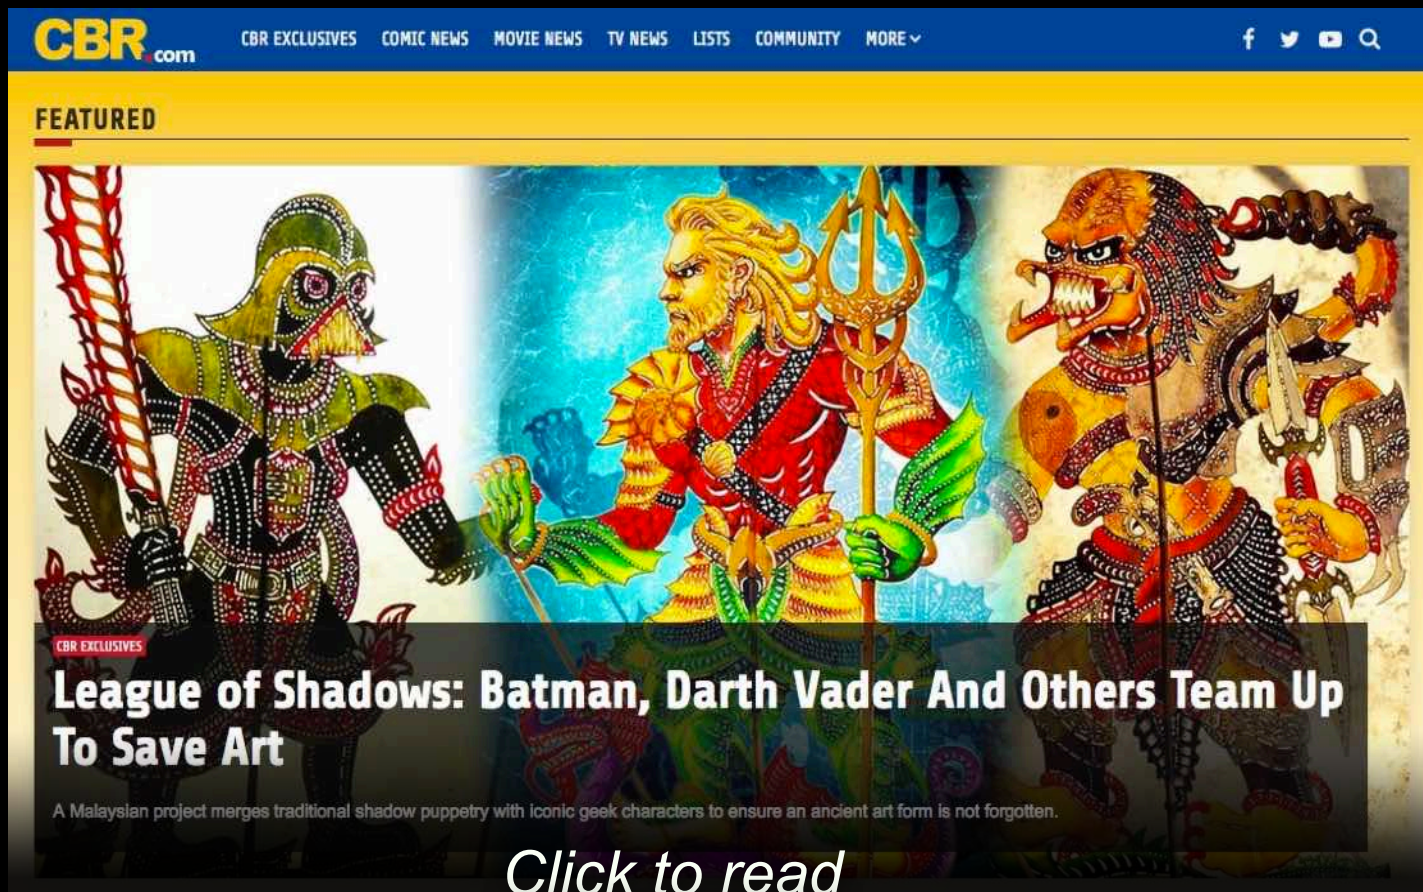 CBR.com
CBR EXCLUSIVES COMIC NEWS MOVIE NEWS TV NEWS LISTS COMMUNITY MORE
FEATURED
CBR EXCLUSIVES
League of Shadows: Batman, Darth Vader And Others Team Up
To Save Art
A Malaysian project merges traditional shadow puppetry with iconic geek characters to ensure an ancient art form is not forgotten.
Click to read